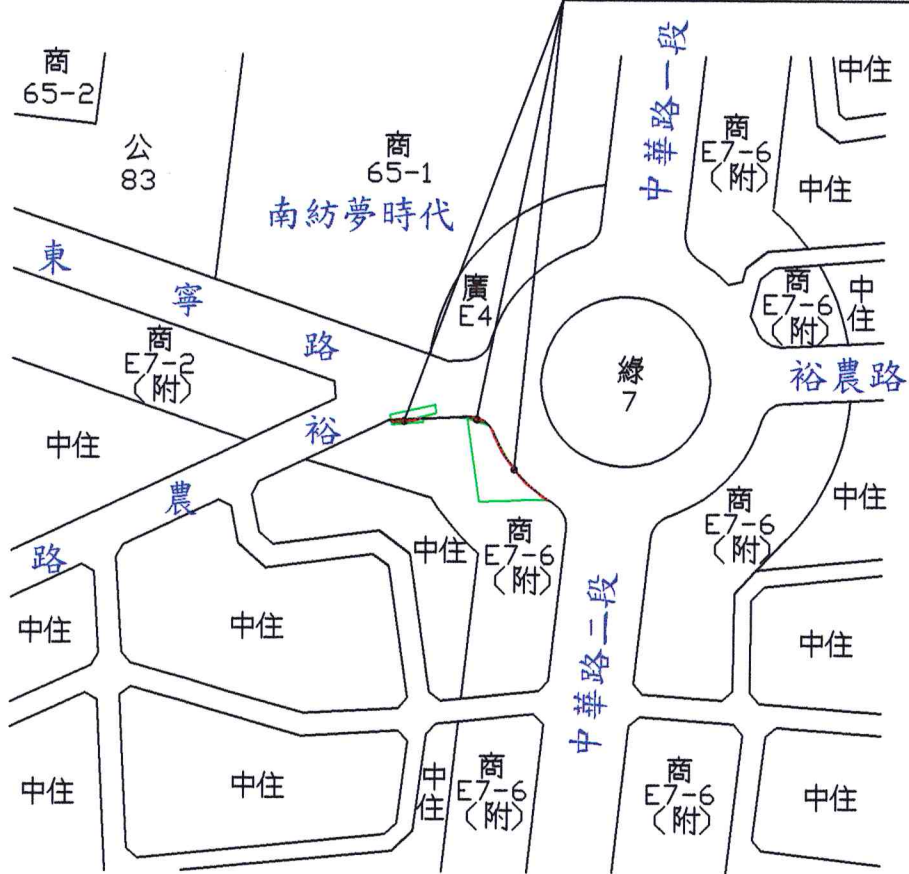 商
65-2
公
83
商
65-1
南紡夢時代
中華路一段
商
E7-6
(附)
中住
中住
東寧路
廣
E4
綠
7
商
E7-6
(附)
中住
裕農路
商
E7-2
(附)
中住
裕農路
中住
商
E7-6
(附)
商
E7-6
(附)
中住
中住
中住
中華路二段
中住
中住
中住
中住
商
E7-6
(附)
商
E7-6
(附)
中住